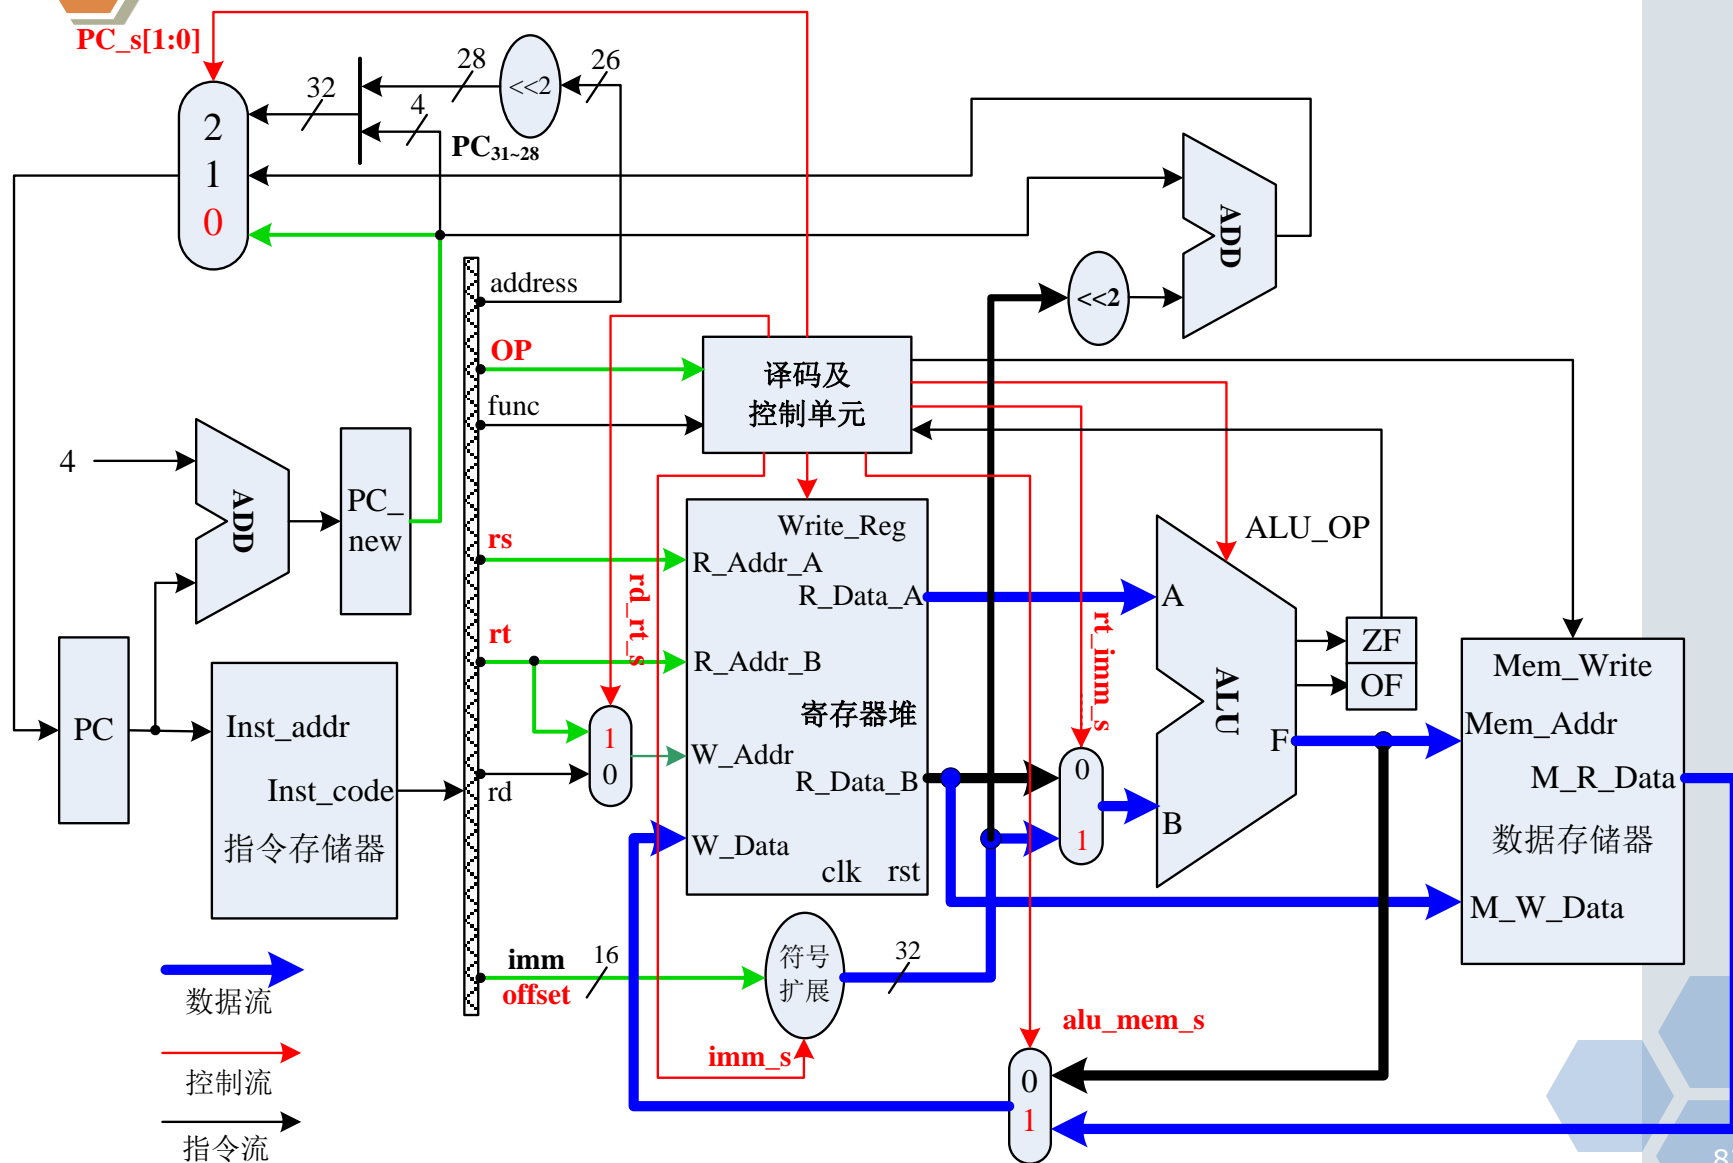 PC_s[1:0]
28
26
<<2
32
4
2
PC31~28
1
0
ADD
address
<<2
OP
译码及
控制单元
func
4
ADD
PC_
new
Write_Reg
ALU_OP
rs
R_Addr_A
R_Data_A
rd_rt_s
A
rt_imm_s
rt
R_Addr_B
ZF
OF
Mem_Write
寄存器堆
ALU
PC
Inst_addr
1
0
W_Addr
R_Data_B
0
1
F
Mem_Addr
M_R_Data
Inst_code
rd
指令存储器
W_Data
clk
rst
B
数据存储器
M_W_Data
imm
offset
16
符号
扩展
32
数据流
imm_s
alu_mem_s
控制流
0
1
指令流
8